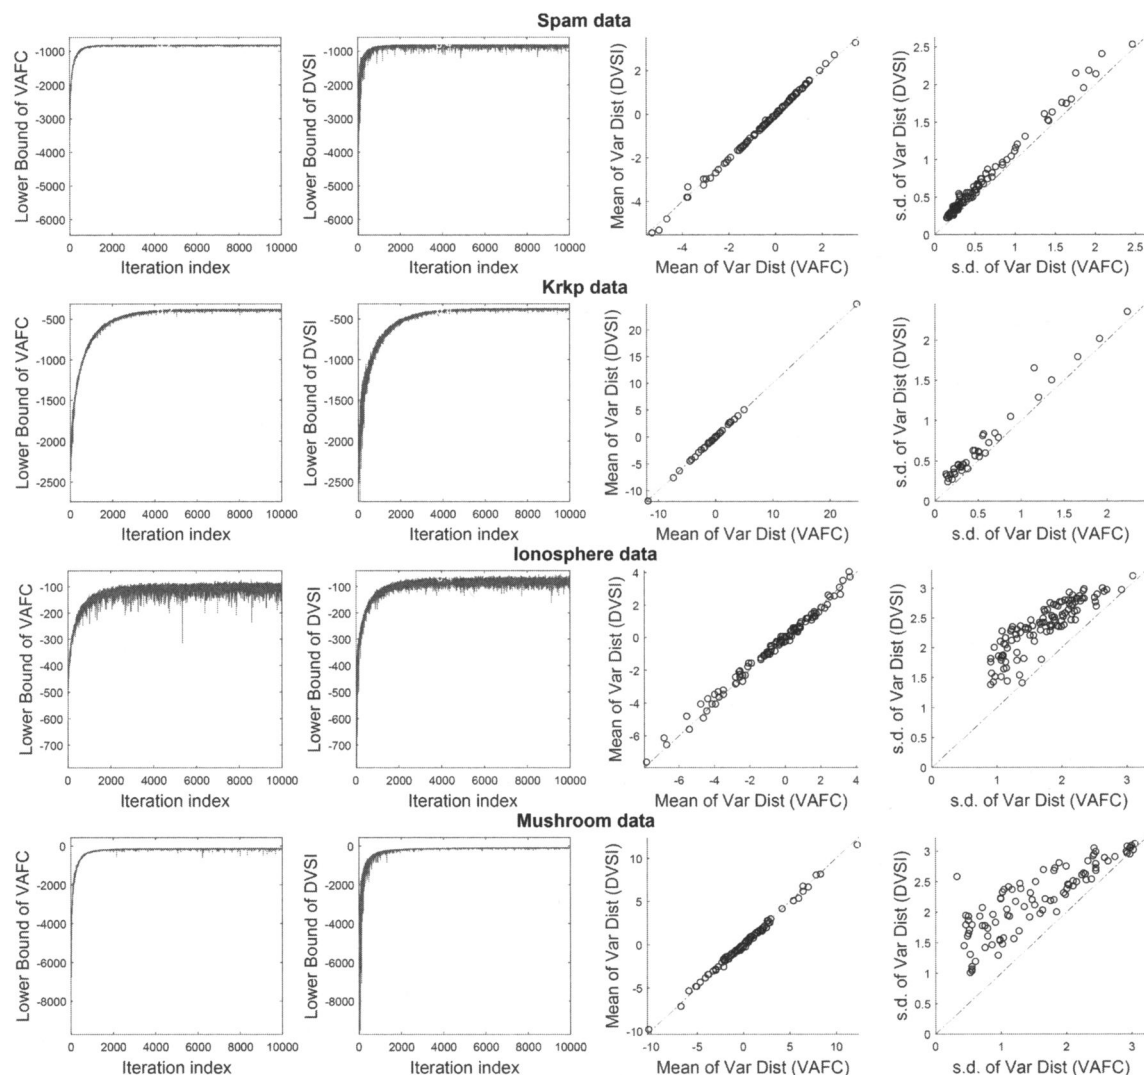 Spam data
Lower Bound of VAFC
-1000
-2000
-3000
-4000
-5000
-6000
0 2000 4000 6000 8000 10000
Iteration index
Lower Bound of DVSI
-1000
-2000
-3000
-4000
-5000
-6000
0 2000 4000 6000 8000 10000
Iteration index
Mean of Var Dist (DVSI)
2
0
-2
-4
-4 -2 0 2
Mean of Var Dist (VAFC)
s.d. of Var Dist (DVSI)
2.5
2
1.5
1
0.5
0
0 0.5 1 1.5 2 2.5
s.d. of Var Dist (VAFC)
Krkp data
Lower Bound of VAFC
-500
-1000
-1500
-2000
-2500
0 2000 4000 6000 8000 10000
Iteration index
Lower Bound of DVSI
-500
-1000
-1500
-2000
-2500
0 2000 4000 6000 8000 10000
Iteration index
Mean of Var Dist (DVSI)
20
15
10
5
0
-5
-10
-10 0 10 20
Mean of Var Dist (VAFC)
s.d. of Var Dist (DVSI)
2
1.5
1
0.5
0
0 0.5 1 1.5 2
s.d. of Var Dist (VAFC)
Ionosphere data
Lower Bound of VAFC
-100
-200
-300
-400
-500
-600
-700
0 2000 4000 6000 8000 10000
Iteration index
Lower Bound of DVSI
-100
-200
-300
-400
-500
-600
-700
0 2000 4000 6000 8000 10000
Iteration index
Mean of Var Dist (DVSI)
4
2
0
-2
-4
-6
-6 -4 -2 0 2 4
Mean of Var Dist (VAFC)
s.d. of Var Dist (DVSI)
3
2.5
2
1.5
1
0.5
0
0 1 2 3
s.d. of Var Dist (VAFC)
Mushroom data
Lower Bound of VAFC
0
-2000
-4000
-6000
-8000
0 2000 4000 6000 8000 10000
Iteration index
Lower Bound of DVSI
0
-2000
-4000
-6000
-8000
0 2000 4000 6000 8000 10000
Iteration index
Mean of Var Dist (DVSI)
10
5
0
-5
-10
-10 -5 0 5 10
Mean of Var Dist (VAFC)
s.d. of Var Dist (DVSI)
3
2.5
2
1.5
1
0.5
0
0 1 2 3
s.d. of Var Dist (VAFC)